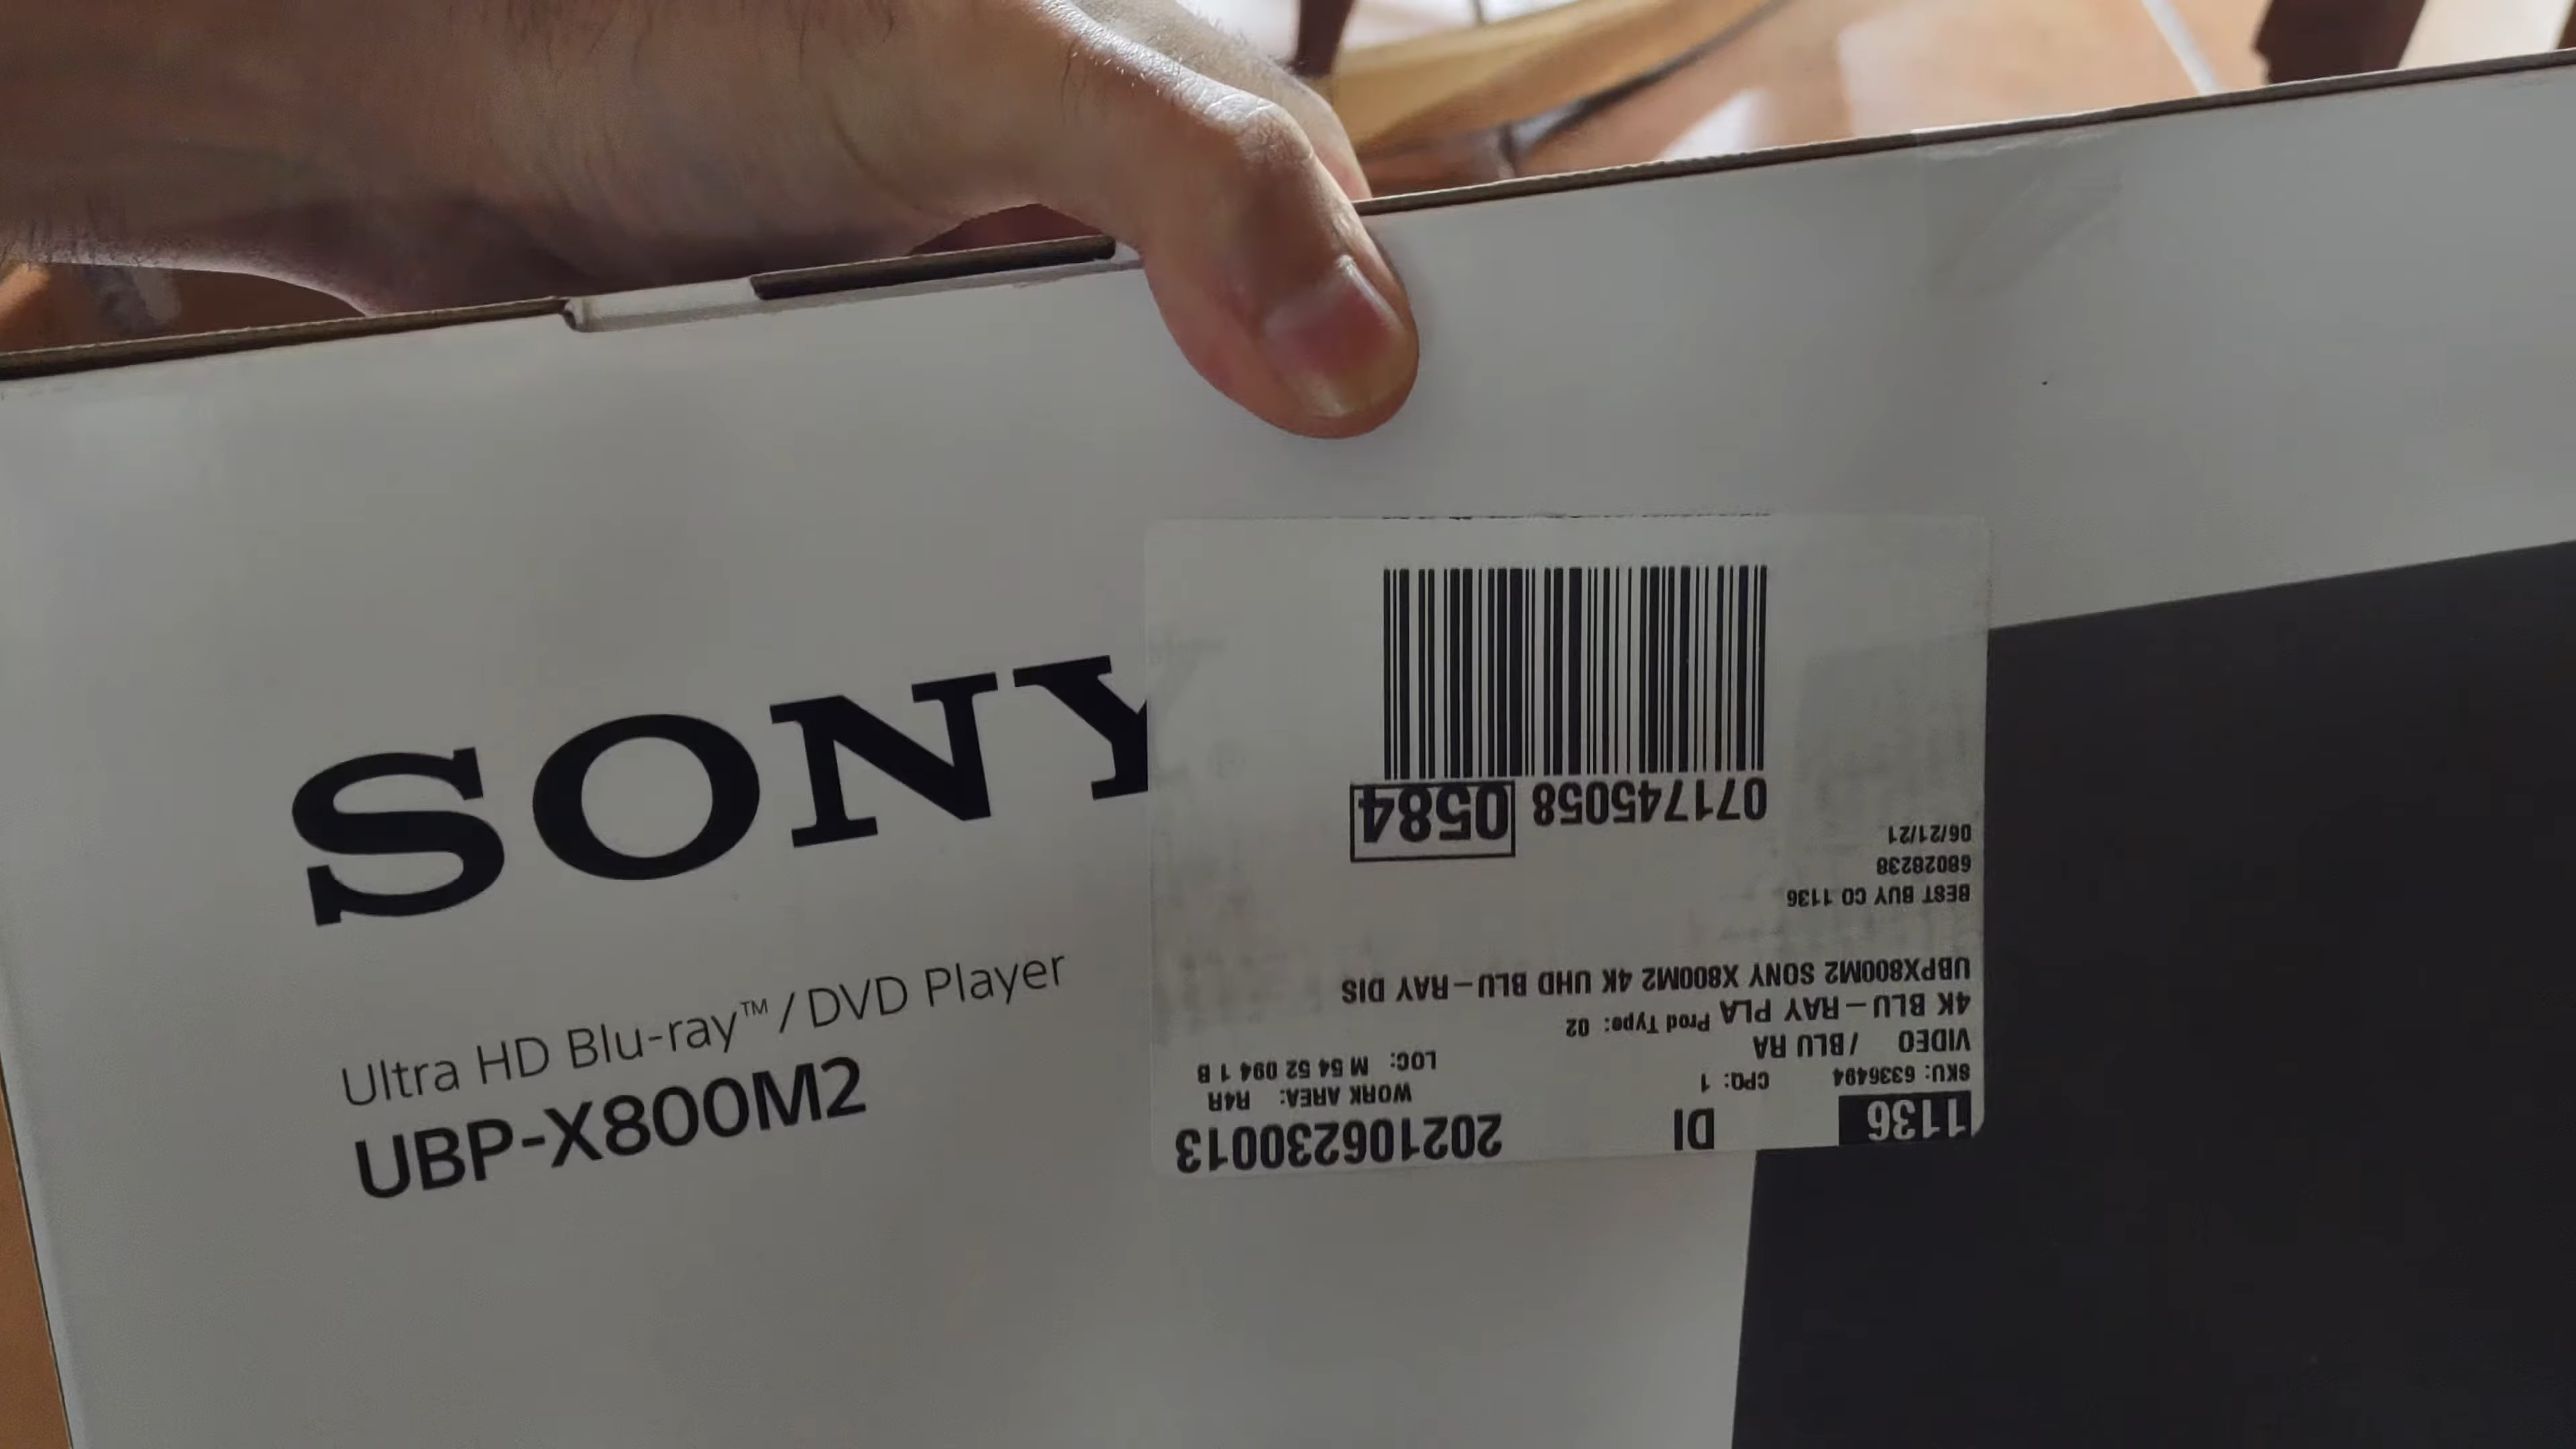 SONY
Ultra HD Blu-ray™/DVD Player
UBP-X800M2
1136 DI 202106230013
SKU: 6336494 CPQ: 1 WORK AREA: R4R
VIDEO /BLU RA LOC: M 54 52 094 1 B
4K BLU-RAY PLA Prod Type: 02
UBPX800M2 SONY X800M2 4K UHD BLU-RAY DIS
BEST BUY CO 1136
68028238
06/21/21
071745058 0584